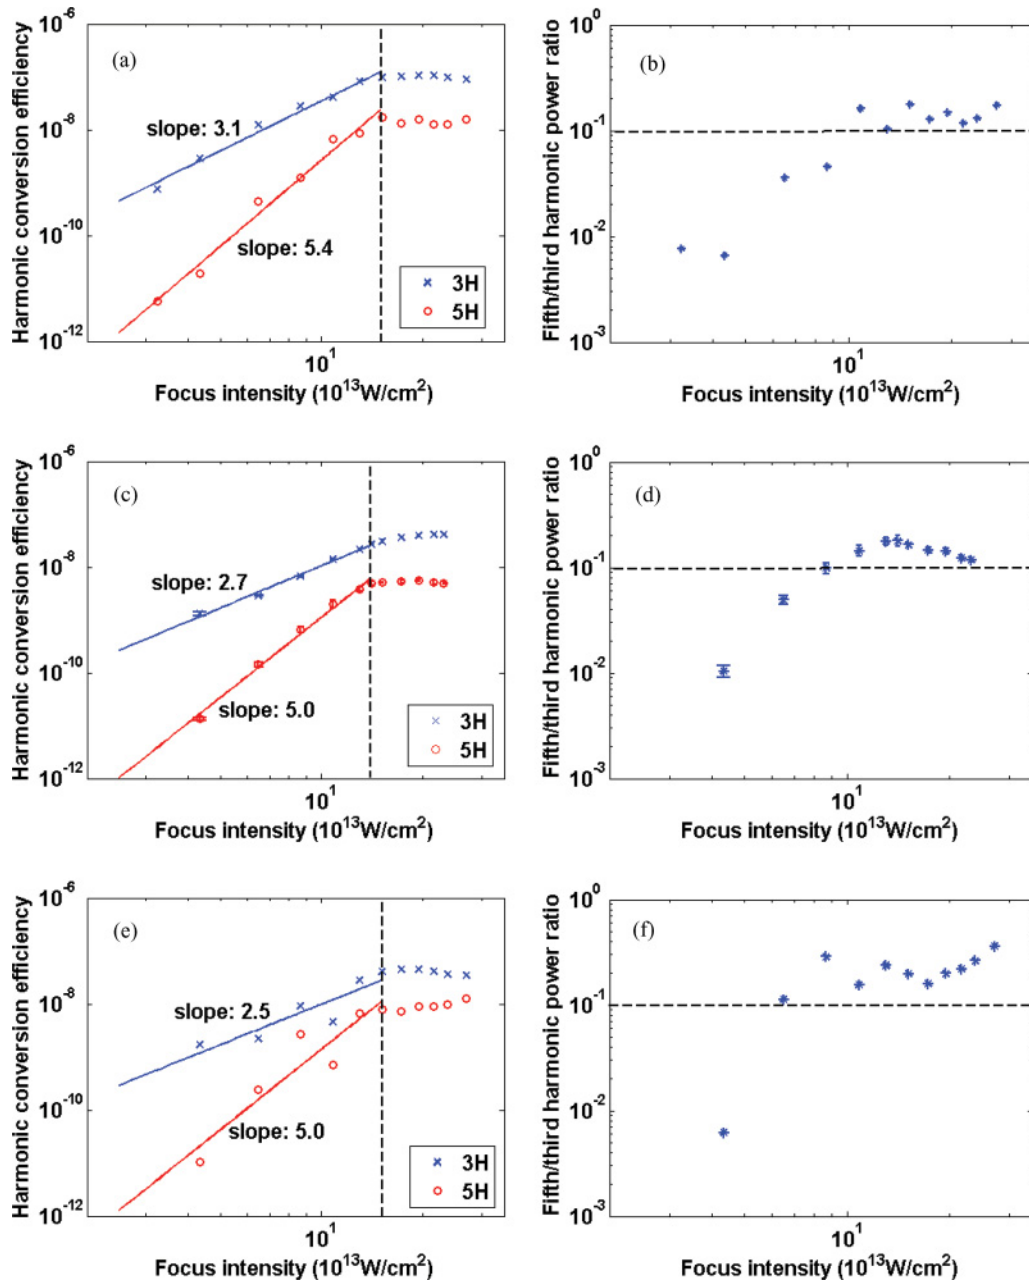 10^-6
10^-8
10^-10
10^-12
Harmonic conversion efficiency
(a)
slope: 3.1
slope: 5.4
3H
5H
10^1
Focus intensity (10^13 W/cm^2)
10^0
10^-1
10^-2
10^-3
Fifth/third harmonic power ratio
(b)
10^1
Focus intensity (10^13 W/cm^2)
10^-6
10^-8
10^-10
10^-12
Harmonic conversion efficiency
(c)
slope: 2.7
slope: 5.0
3H
5H
10^1
Focus intensity (10^13 W/cm^2)
10^0
10^-1
10^-2
10^-3
Fifth/third harmonic power ratio
(d)
10^1
Focus intensity (10^13 W/cm^2)
10^-6
10^-8
10^-10
10^-12
Harmonic conversion efficiency
(e)
slope: 2.5
slope: 5.0
3H
5H
10^1
Focus intensity (10^13 W/cm^2)
10^0
10^-1
10^-2
10^-3
Fifth/third harmonic power ratio
(f)
10^1
Focus intensity (10^13 W/cm^2)